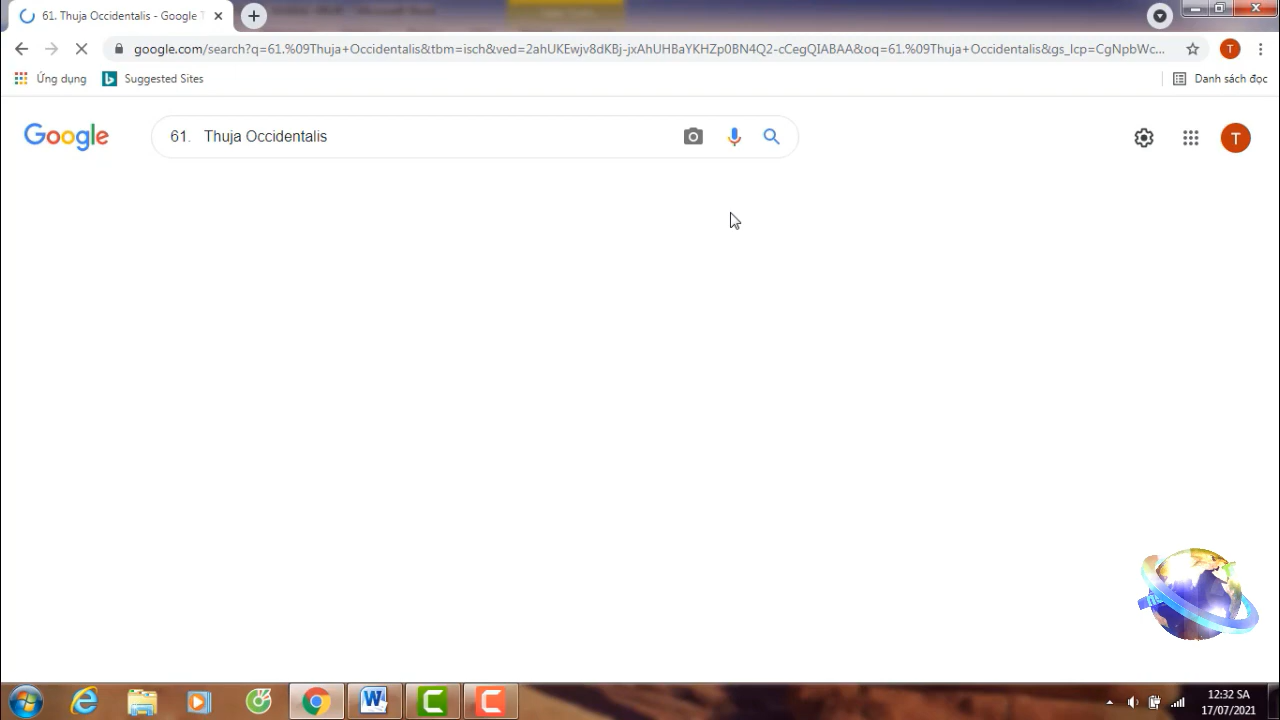 61. Thuja Occidentalis - Google T
google.com/search?q=61.%09Thuja+Occidentalis&tbm=isch&ved=2ahUKEwjv8dKBj-jxAhUHBaYKHZp0BN4Q2-cCegQIABAA&oq=61.%09Thuja+Occidentalis&gs_lcp=CgNpbWc...
T
Ứng dụng
Suggested Sites
Danh sách đọc
Google
61. Thuja Occidentalis
T
12:32 SA
17/07/2021